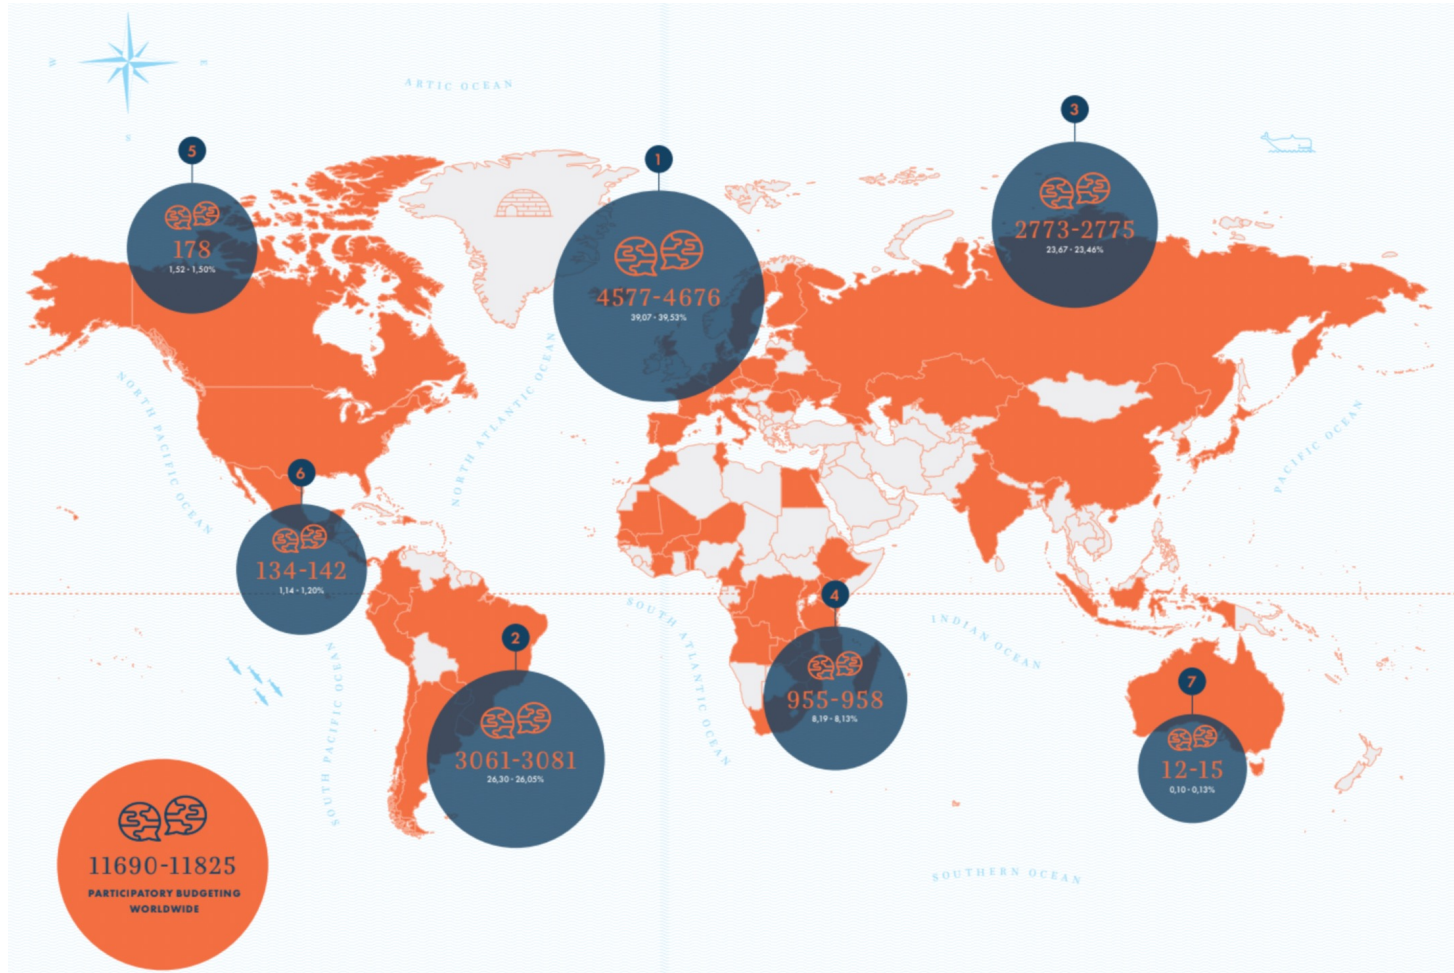 ARTIC OCEAN
W
E
S
5
178
1,52 - 1,50%
1
4577-4676
39,07 - 39,53%
3
2773-2775
23,67 - 23,46%
NORTH PACIFIC OCEAN
NORTH ATLANTIC OCEAN
PACIFIC OCEAN
6
134-142
1,14 - 1,20%
2
3061-3081
26,30 - 26,05%
SOUTH PACIFIC OCEAN
SOUTH ATLANTIC OCEAN
4
955-958
8,19 - 8,13%
INDIAN OCEAN
7
12-15
0,10 - 0,13%
11690-11825
PARTICIPATORY BUDGETING
WORLDWIDE
SOUTHERN OCEAN